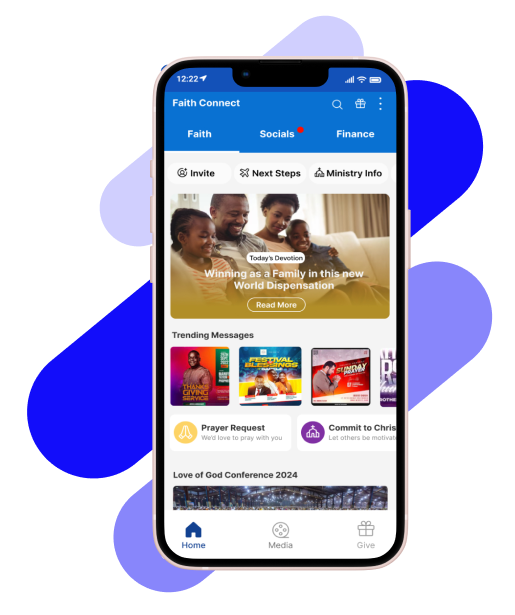 12:22
Faith Connect
Faith
Socials
Finance
Invite
Next Steps
Ministry Info
Today's Devotion
Winning as a Family in this new
World Dispensation
Read More
Trending Messages
THANKS
GIVING
SERVICE
FESTIVAL
BLESSINGS
SUNDAY
Prayer Request
We'd love to pray with you
Commit to Chris
Let others be motivat
Love of God Conference 2024
Home
Media
Give